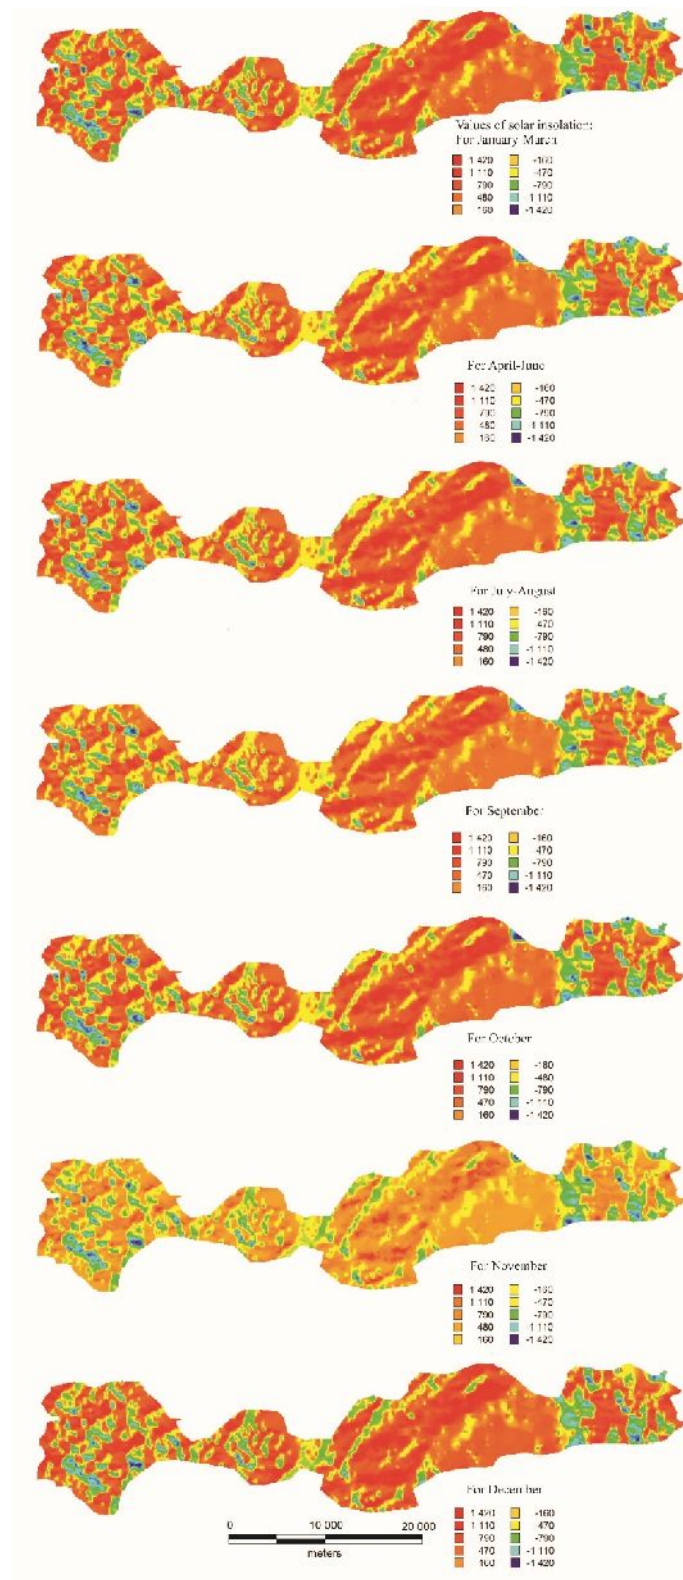 Values of solar insolation:
For January-March
1 420 -160
1 110 -470
790 -790
480 -1 110
160 -1 420
For April-June
1 420 -160
1 110 -470
790 -790
480 -1 110
160 -1 420
For July-August
1 420 -160
1 110 -470
790 -790
480 -1 110
160 -1 420
For September
1 420 -160
1 110 -470
790 -790
470 -1 110
160 -1 420
For October
1 420 -160
1 110 -480
790 -790
470 -1 110
160 -1 420
For November
1 420 -160
1 110 -470
790 -790
480 -1 110
160 -1 420
For December
1 420 -160
1 110 -470
790 -790
470 -1 110
160 -1 420
0 10 000 20 000
meters